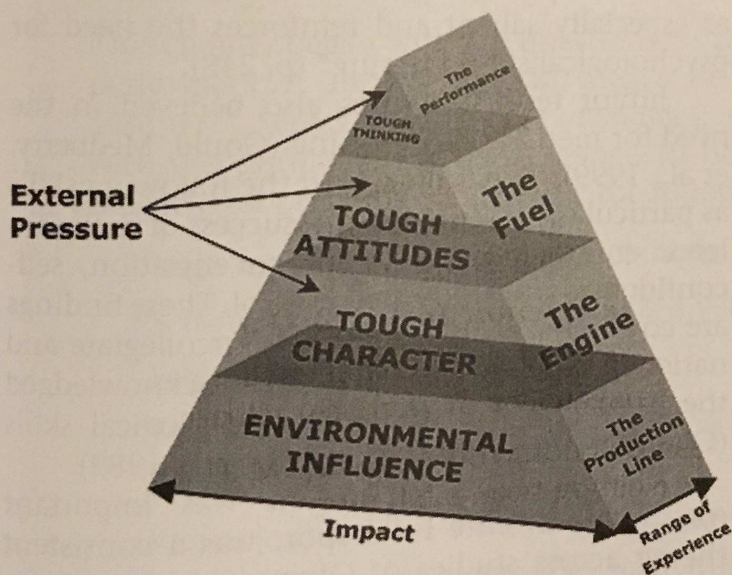 The
Performance
TOUGH
THINKING
External
Pressure
TOUGH
ATTITUDES
The
Fuel
TOUGH
CHARACTER
The
Engine
ENVIRONMENTAL
INFLUENCE
The
Production
Line
Impact
Range of
Experience